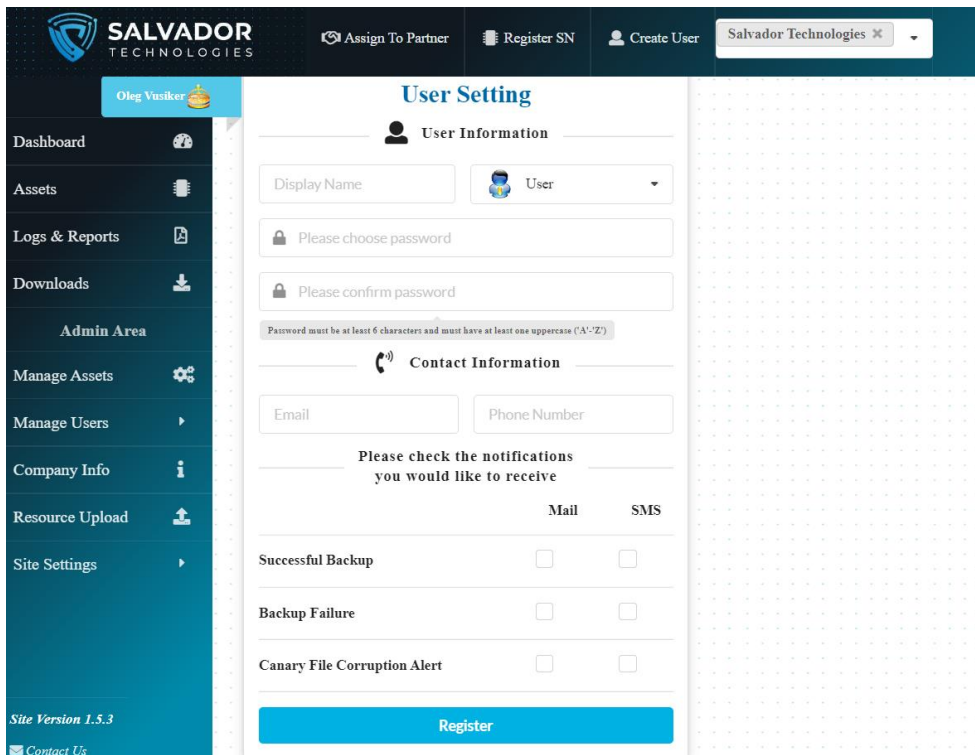 SALVADOR
TECHNOLOGIES
Assign To Partner
Register SN
Create User
Salvador Technologies
Oleg Vusiker
Dashboard
Assets
Logs & Reports
Downloads
Admin Area
Manage Assets
Manage Users
Company Info
Resource Upload
Site Settings
Site Version 1.5.3
Contact Us
User Setting
User Information
Display Name
User
Please choose password
Please confirm password
Password must be at least 6 characters and must have at least one uppercase ('A'-'Z')
Contact Information
Email
Phone Number
Please check the notifications
you would like to receive
Mail SMS
Successful Backup
Backup Failure
Canary File Corruption Alert
Register